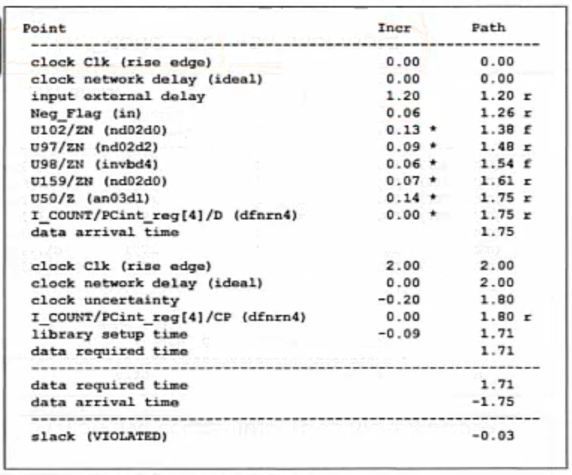 Point Incr Path
clock Clk (rise edge) 0.00 0.00
clock network delay (ideal) 0.00 0.00
input external delay 1.20 1.20 r
Neg_Flag (in) 0.06 1.26 r
U102/ZN (nd02d0) 0.13 * 1.38 f
U97/ZN (nd02d2) 0.09 * 1.48 r
U98/ZN (invbd4) 0.06 * 1.54 f
U159/ZN (nd02d0) 0.07 * 1.61 r
U50/Z (an03d1) 0.14 * 1.75 r
I_COUNT/PCint_reg[4]/D (dfnrn4) 0.00 * 1.75 r
data arrival time 1.75
clock Clk (rise edge) 2.00 2.00
clock network delay (ideal) 0.00 2.00
clock uncertainty -0.20 1.80
I_COUNT/PCint_reg[4]/CP (dfnrn4) 0.00 1.80 r
library setup time -0.09 1.71
data required time 1.71
data required time 1.71
data arrival time -1.75
slack (VIOLATED) -0.03